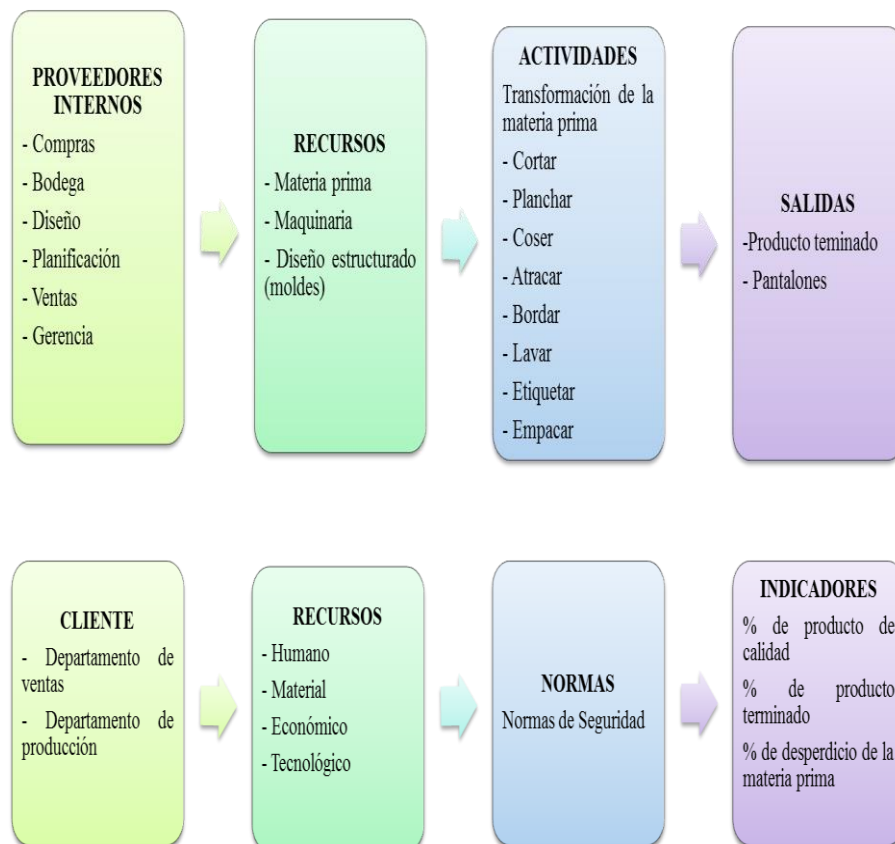 PROVEEDORES
INTERNOS
- Compras
- Bodega
- Diseño
- Planificación
- Ventas
- Gerencia
RECURSOS
- Materia prima
- Maquinaria
- Diseño estructurado
(moldes)
ACTIVIDADES
Transformación de la
materia prima
- Cortar
- Planchar
- Coser
- Atracar
- Bordar
- Lavar
- Etiquetar
- Empacar
SALIDAS
-Producto teminado
- Pantalones
CLIENTE
- Departamento de
ventas
- Departamento de
producción
RECURSOS
- Humano
- Material
- Económico
- Tecnológico
NORMAS
Normas de Seguridad
INDICADORES
% de producto de
calidad
% de producto
terminado
% de desperdicio de la
materia prima